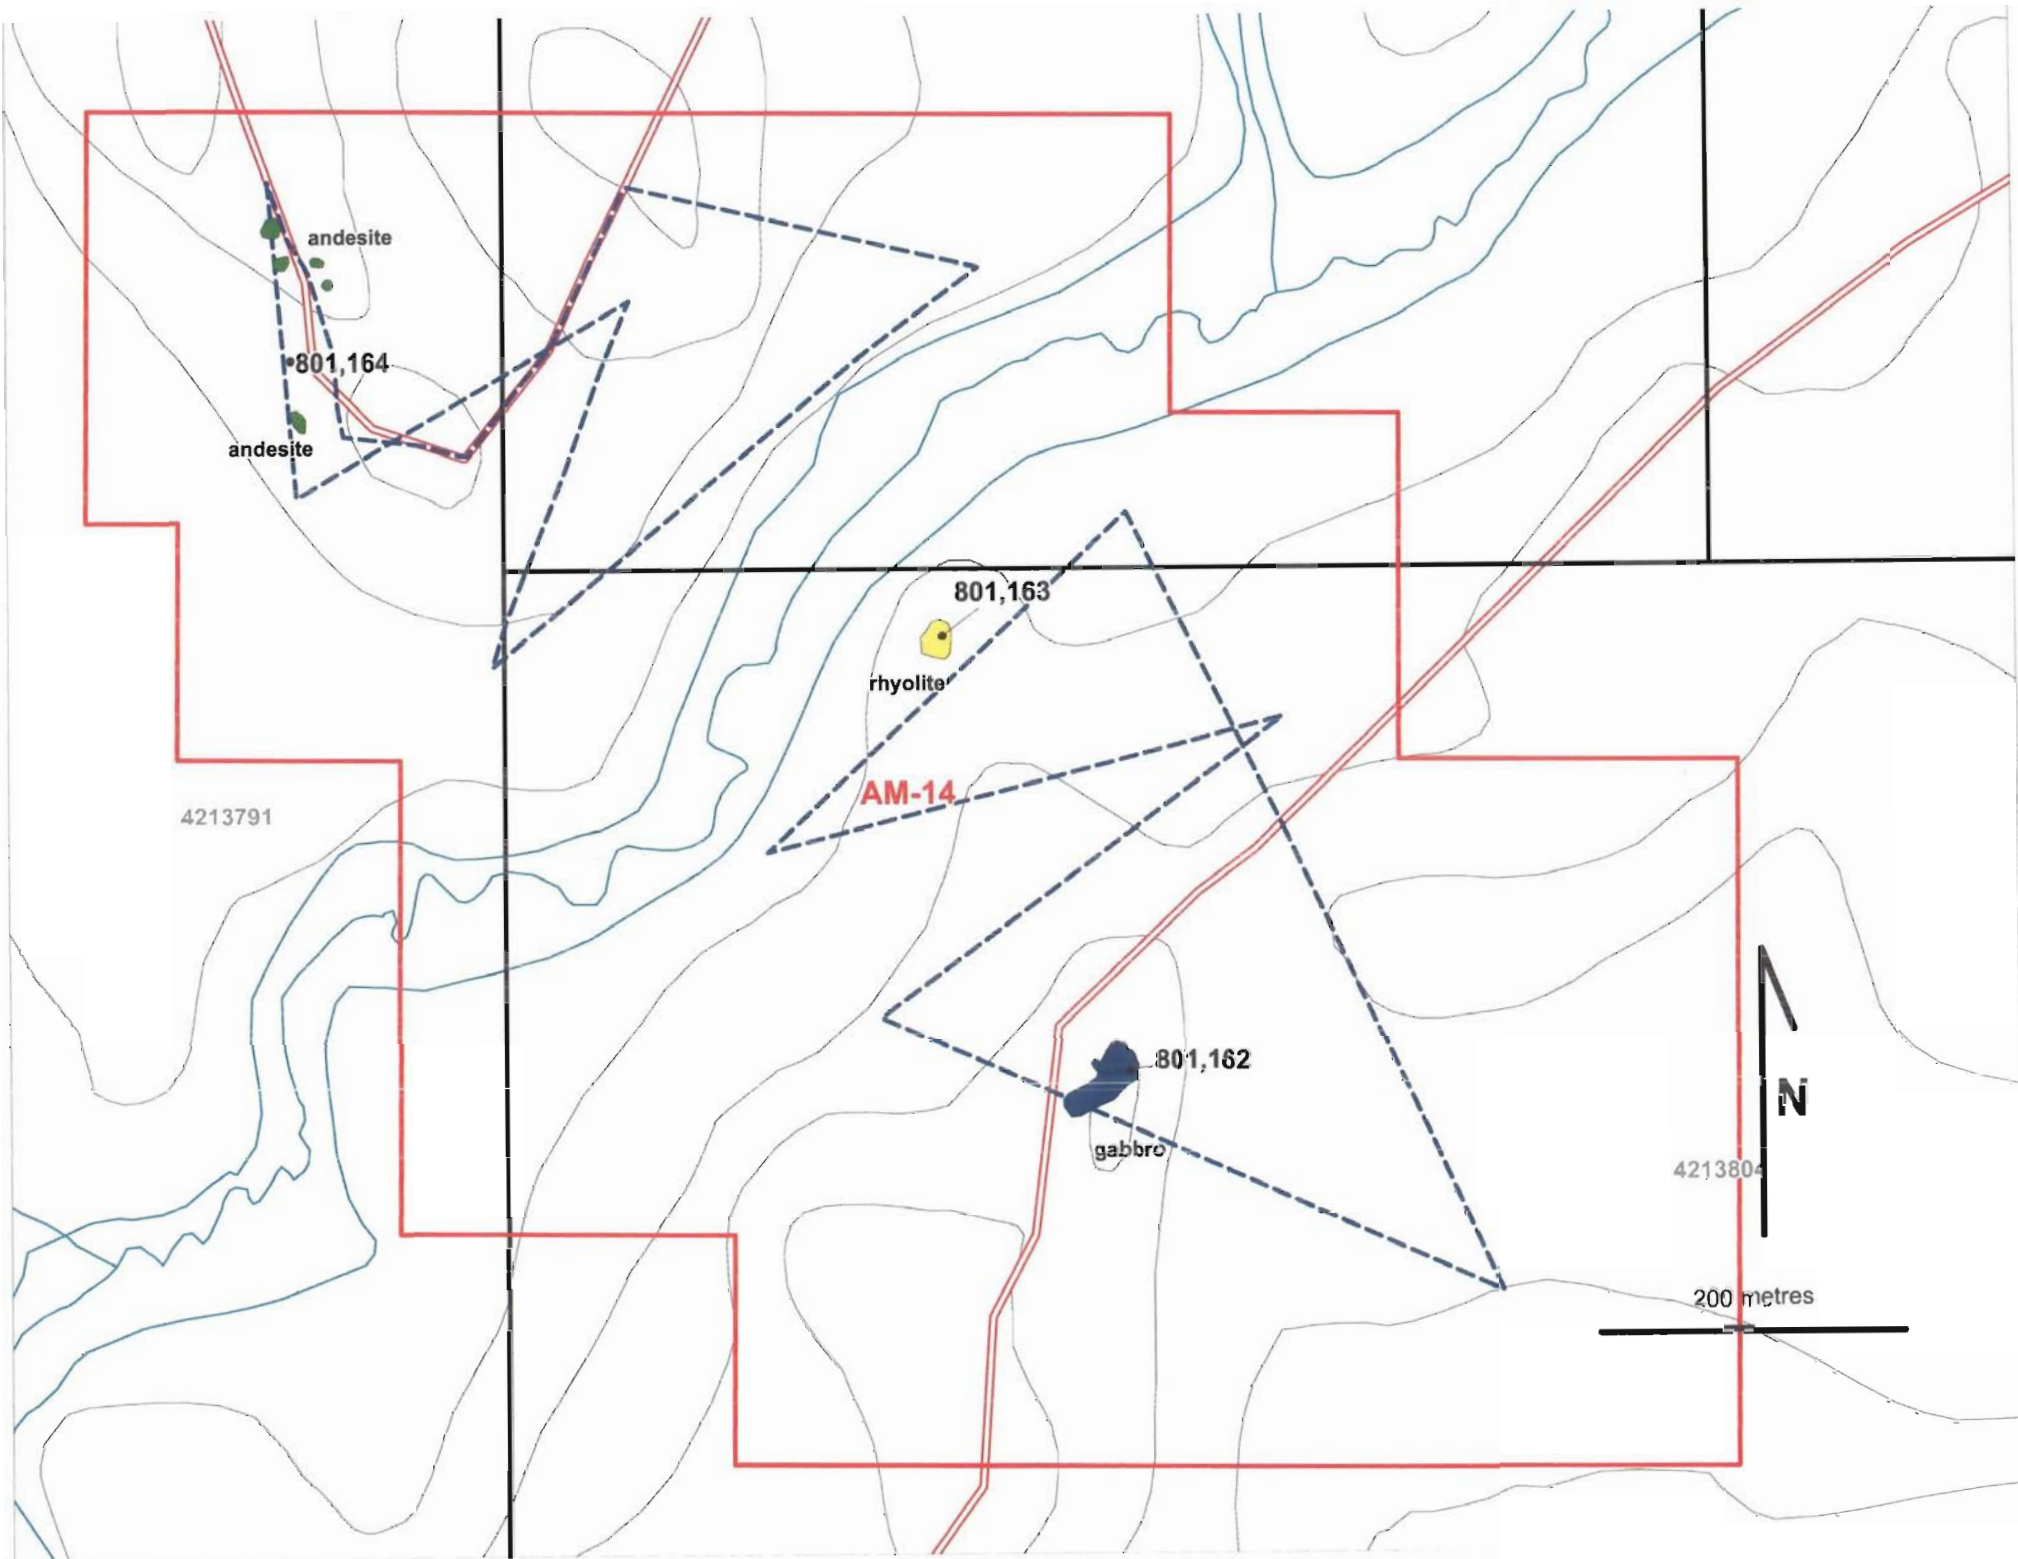 andesite
801,164
andesite
801,163
rhyolite
AM-14
4213791
801,162
gabbro
N
4213804
200 metres